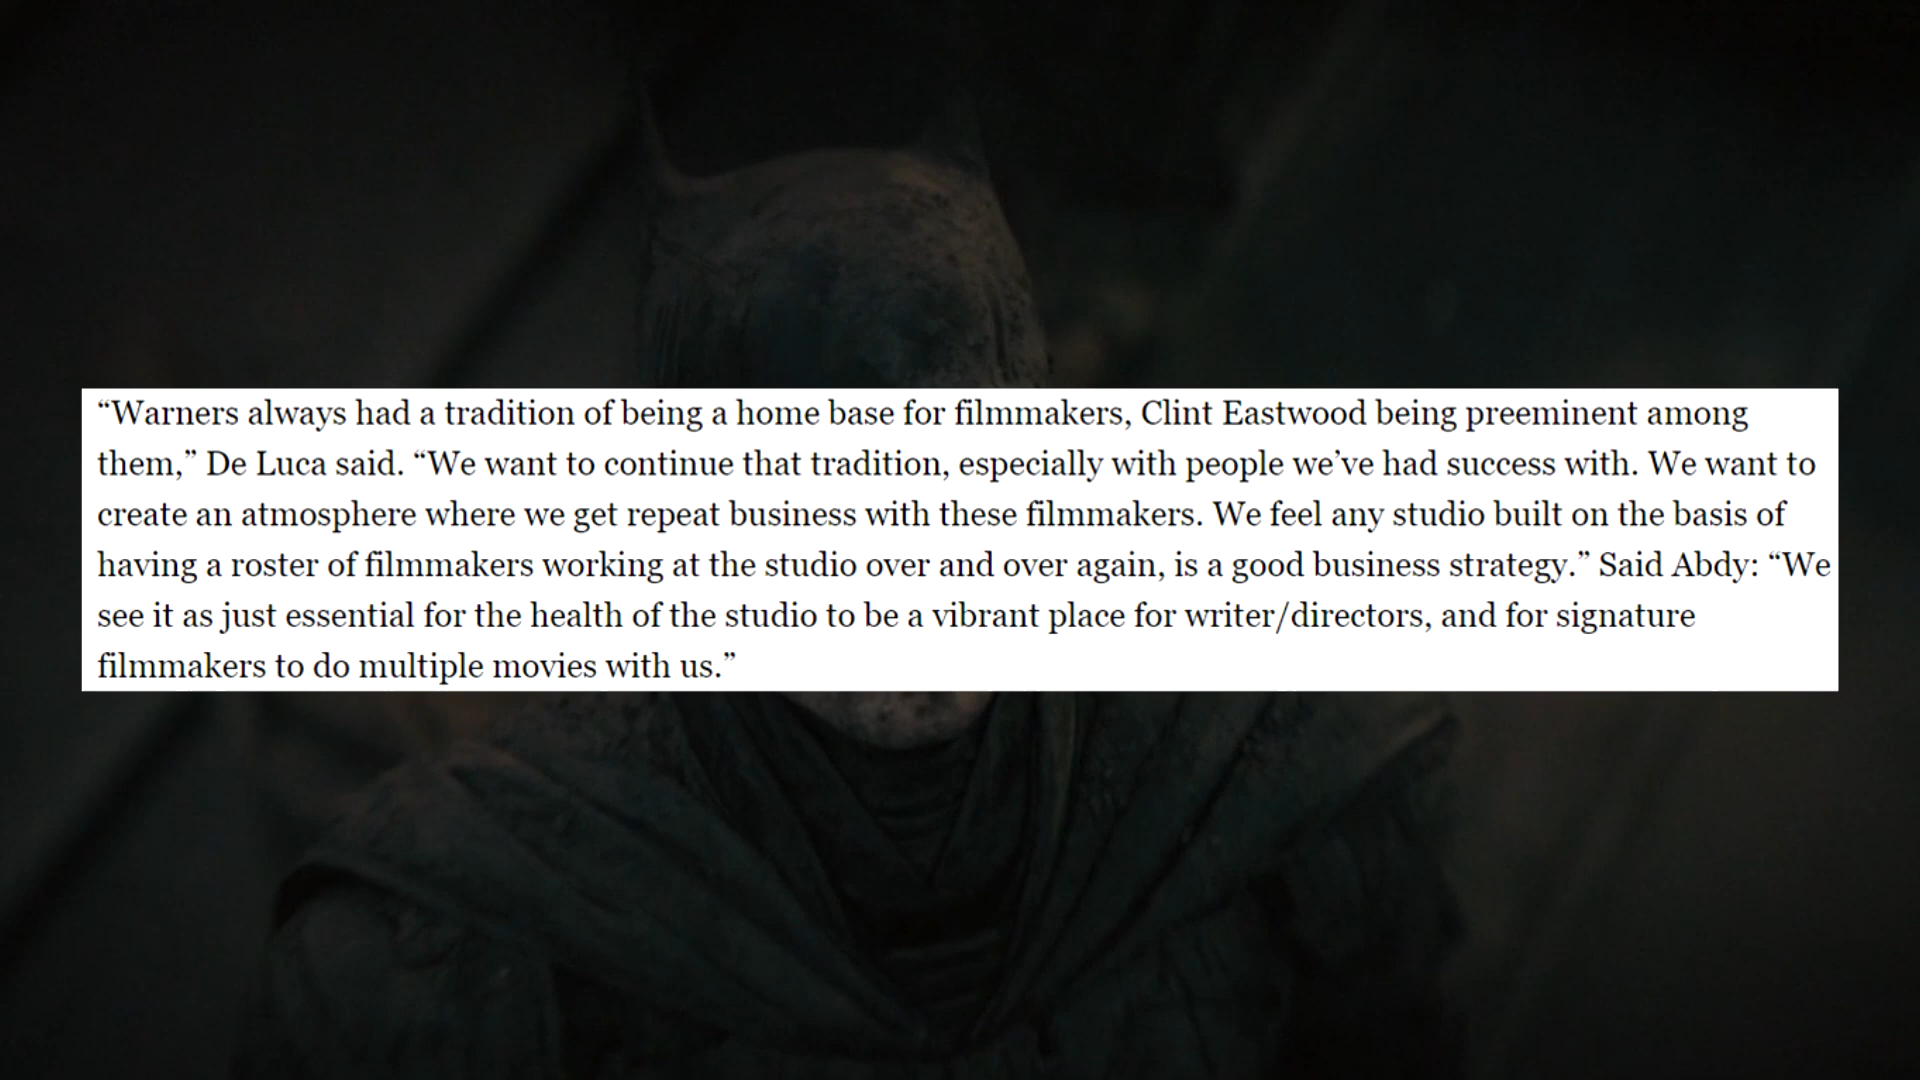 “Warners always had a tradition of being a home base for filmmakers, Clint Eastwood being preeminent among
them,” De Luca said. “We want to continue that tradition, especially with people we’ve had success with. We want to
create an atmosphere where we get repeat business with these filmmakers. We feel any studio built on the basis of
having a roster of filmmakers working at the studio over and over again, is a good business strategy.” Said Abdy: “We
see it as just essential for the health of the studio to be a vibrant place for writer/directors, and for signature
filmmakers to do multiple movies with us.”